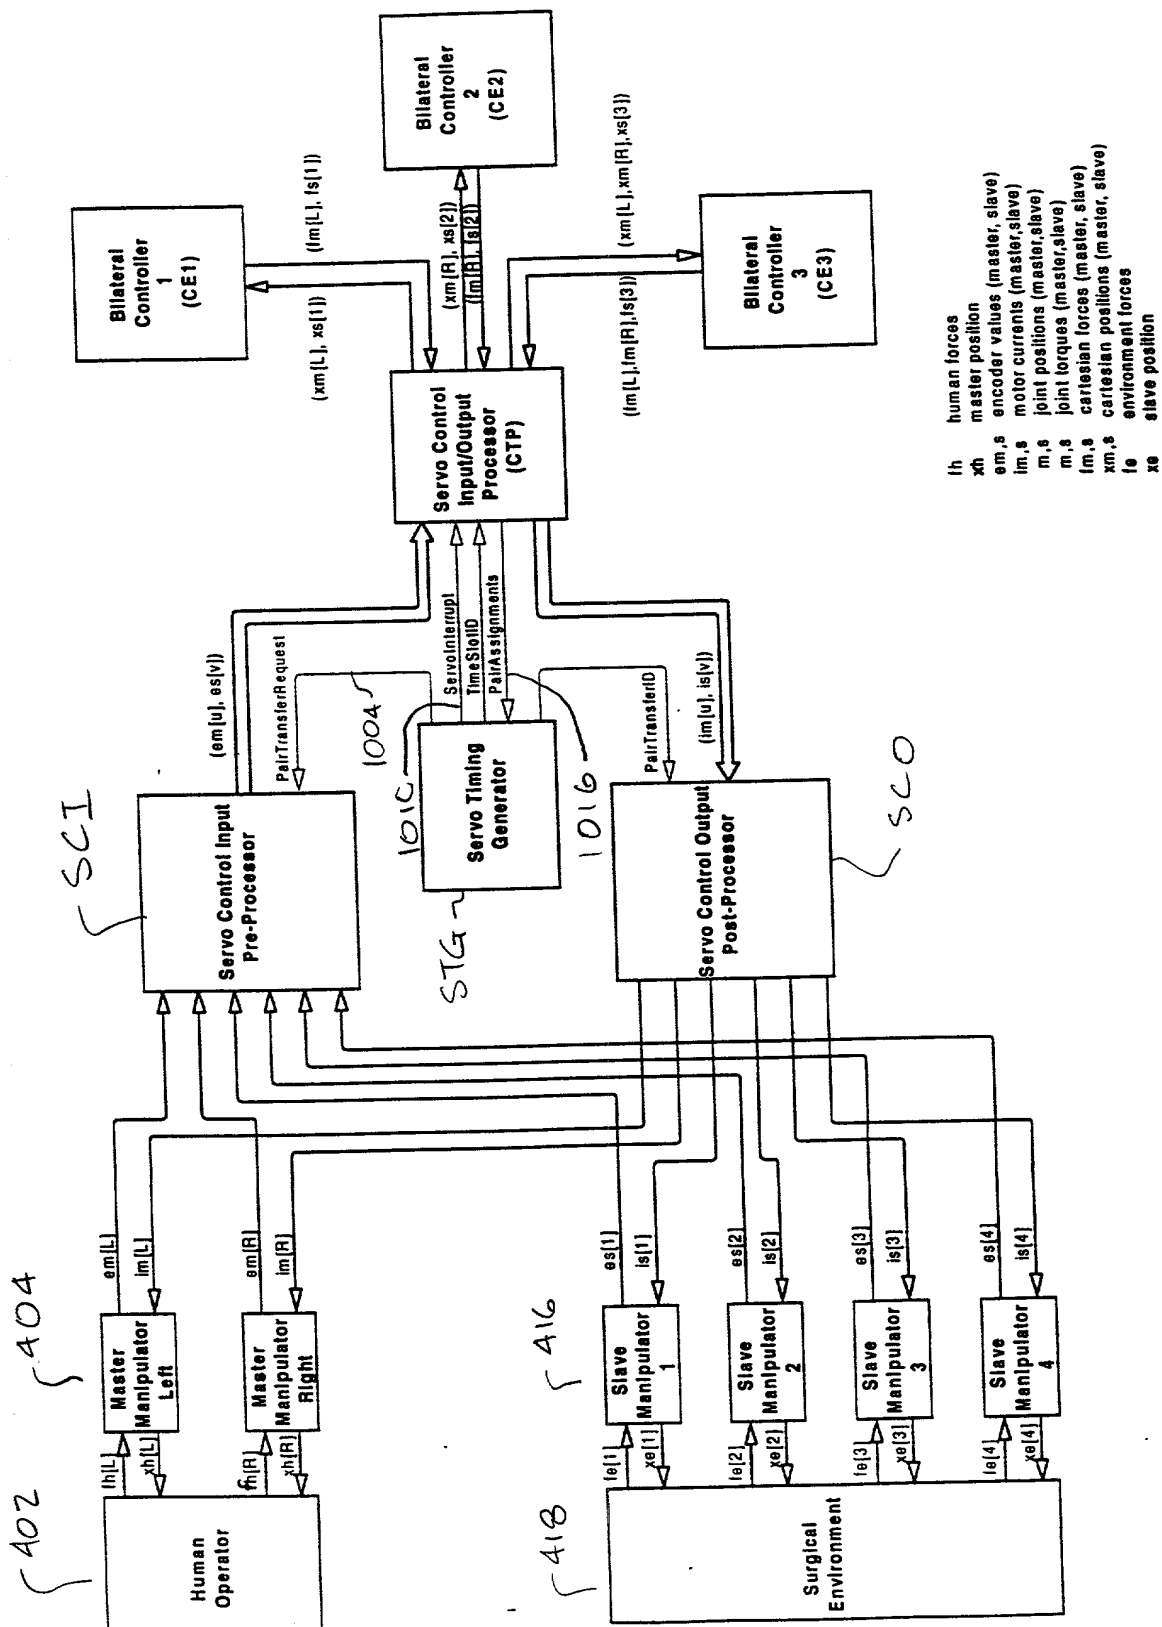 402
Human
Operator
fh[L]
xh[L]
fh[R]
xh[R]
404
Master
Manipulator
Left
Master
Manipulator
Right
em[L]
im[L]
em[R]
im[R]
418
Surgical
Environment
fe[1]
xe[1]
fe[2]
xe[2]
fe[3]
xe[3]
fe[4]
xe[4]
416
Slave
Manipulator
1
Slave
Manipulator
2
Slave
Manipulator
3
Slave
Manipulator
4
es[1]
is[1]
es[2]
is[2]
es[3]
is[3]
es[4]
is[4]
SCI
Servo Control Input
Pre-Processor
STG
Servo Timing
Generator
Servo Control Output
Post-Processor
SCO
(em[u], es[v])
PairTransferRequest
1004
1010
ServoInterrupt
TimeSlotID
PairAssignments
1016
PairTransferID
(im[u], is[v])
Servo Control
Input/Output
Processor
(CTP)
(xm[L], xs[1])
(fm[L], fs[1])
(xm[R], xs[2])
(fm[R], fs[2])
(fm[L],fm[R],fs[3])
(xm[L],xm[R],xs[3])
Bilateral
Controller
1
(CE1)
Bilateral
Controller
2
(CE2)
Bilateral
Controller
3
(CE3)
fh human forces
xh master position
em,s encoder values (master, slave)
im,s motor currents (master,slave)
m,s joint positions (master,slave)
m,s joint torques (master,slave)
fm,s cartesian forces (master, slave)
xm,s cartesian positions (master, slave)
fe environment forces
xe slave position